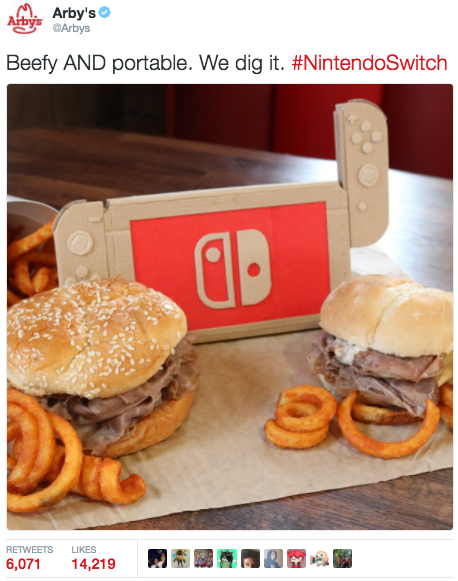 Arby's
Arby's
@Arbys
Beefy AND portable. We dig it. #NintendoSwitch
RETWEETS
LIKES
6,071
14,219